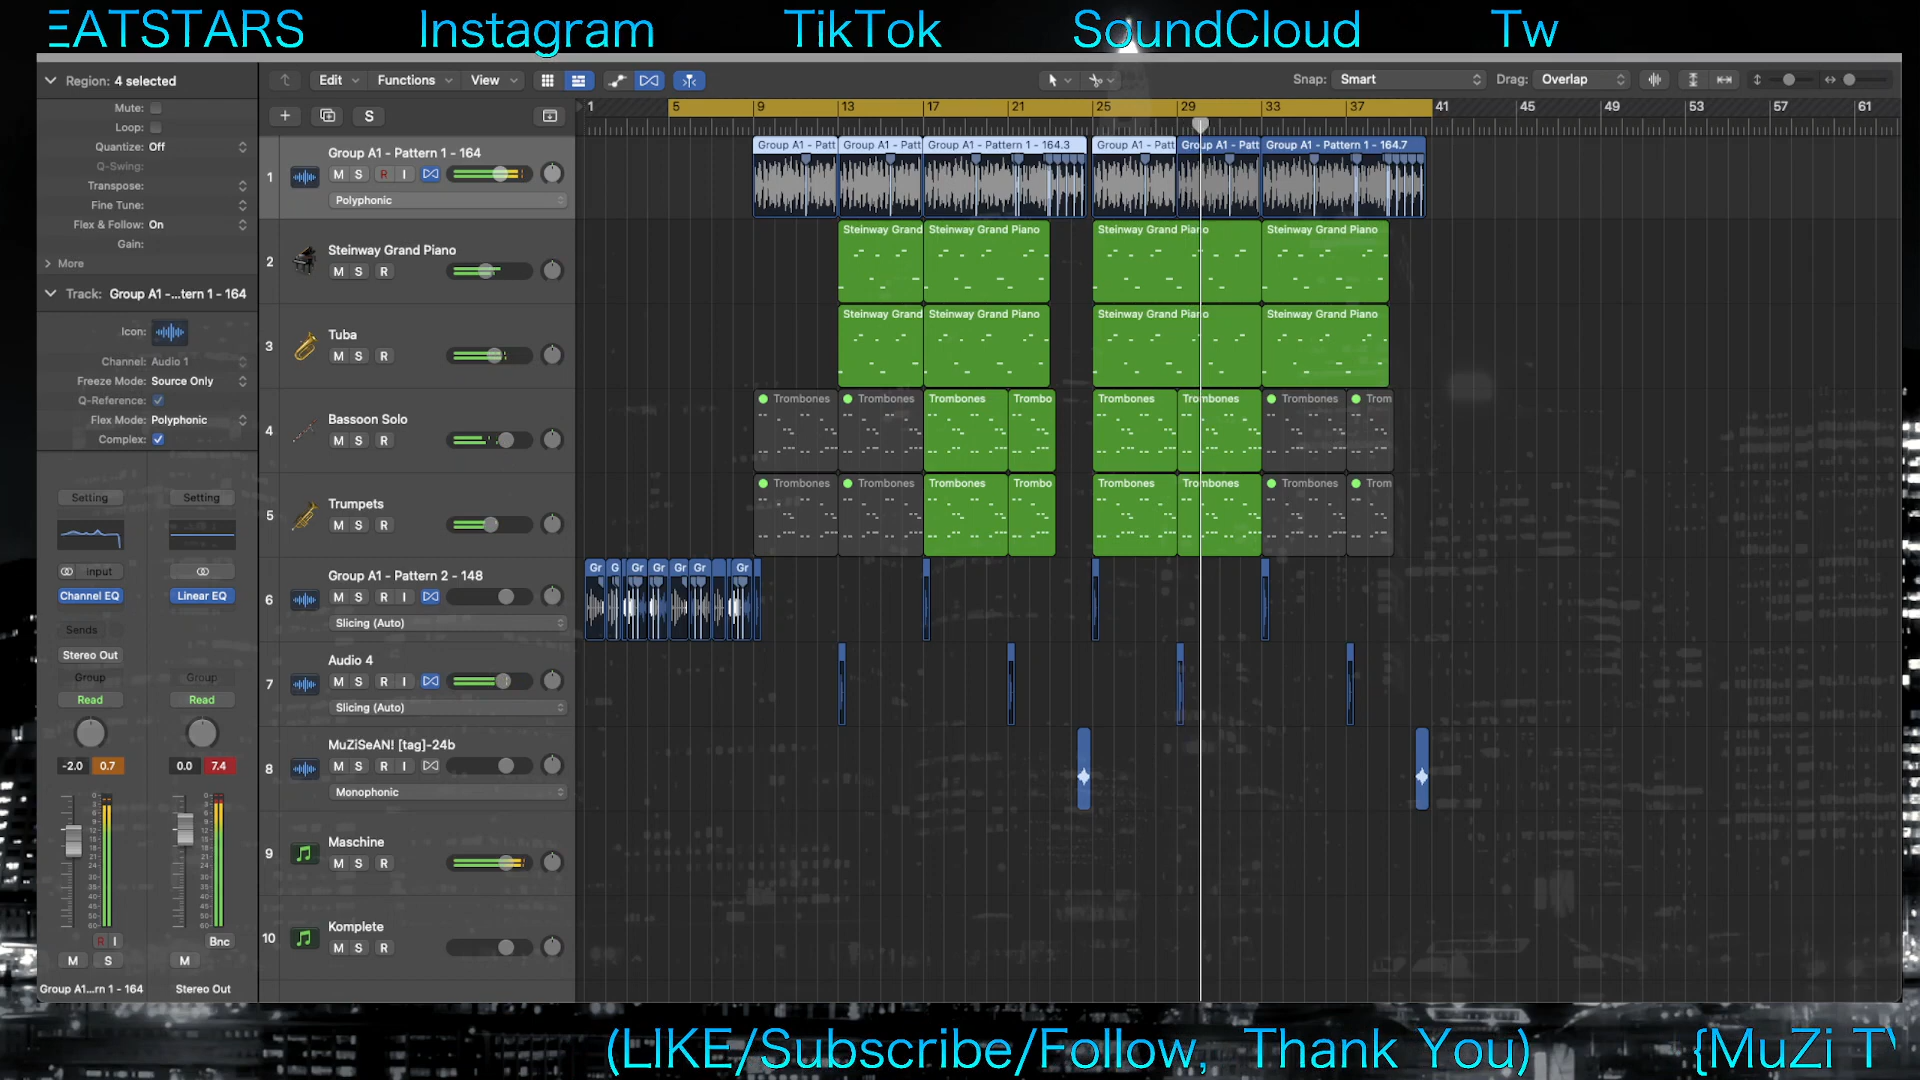 EATSTARS Instagram TikTok SoundCloud Tw
Region: 4 selected
Mute:
Loop:
Quantize: Off
Q-Swing:
Transpose:
Fine Tune:
Flex & Follow: On
Gain:
More
Track: Group A1 -...tern 1 - 164
Icon:
Channel: Audio 1
Freeze Mode: Source Only
Q-Reference:
Flex Mode: Polyphonic
Complex:
Setting Setting
input
Channel EQ Linear EQ
Sends
Stereo Out
Group Group
Read Read
-2.0 0.7 0.0 7.4
R I Bnc
M S M
Group A1...rn 1 - 164 Stereo Out
Edit Functions View
Snap: Smart Drag: Overlap
S
1 5 9 13 17 21 25 29 33 37 41 45 49 53 57 61
1 Group A1 - Pattern 1 - 164
M S R I
Polyphonic
Group A1 - Patt Group A1 - Patt Group A1 - Pattern 1 - 164.3 Group A1 - Patt Group A1 - Patt Group A1 - Pattern 1 - 164.7
2 Steinway Grand Piano
M S R
Steinway Grand Steinway Grand Piano Steinway Grand Piano Steinway Grand Piano
3 Tuba
M S R
Steinway Grand Steinway Grand Piano Steinway Grand Piano Steinway Grand Piano
4 Bassoon Solo
M S R
Trombones Trombones Trombones Trombo Trombones Trombones Trombones Trom
5 Trumpets
M S R
Trombones Trombones Trombones Trombo Trombones Trombones Trombones Trom
6 Group A1 - Pattern 2 - 148
M S R I
Slicing (Auto)
Gr G Gr Gr Gr Gr Gr
7 Audio 4
M S R I
Slicing (Auto)
8 MuZiSeAN! [tag]-24b
M S R I
Monophonic
9 Maschine
M S R
10 Komplete
M S R
(LIKE/Subscribe/Follow, Thank You) {MuZi T